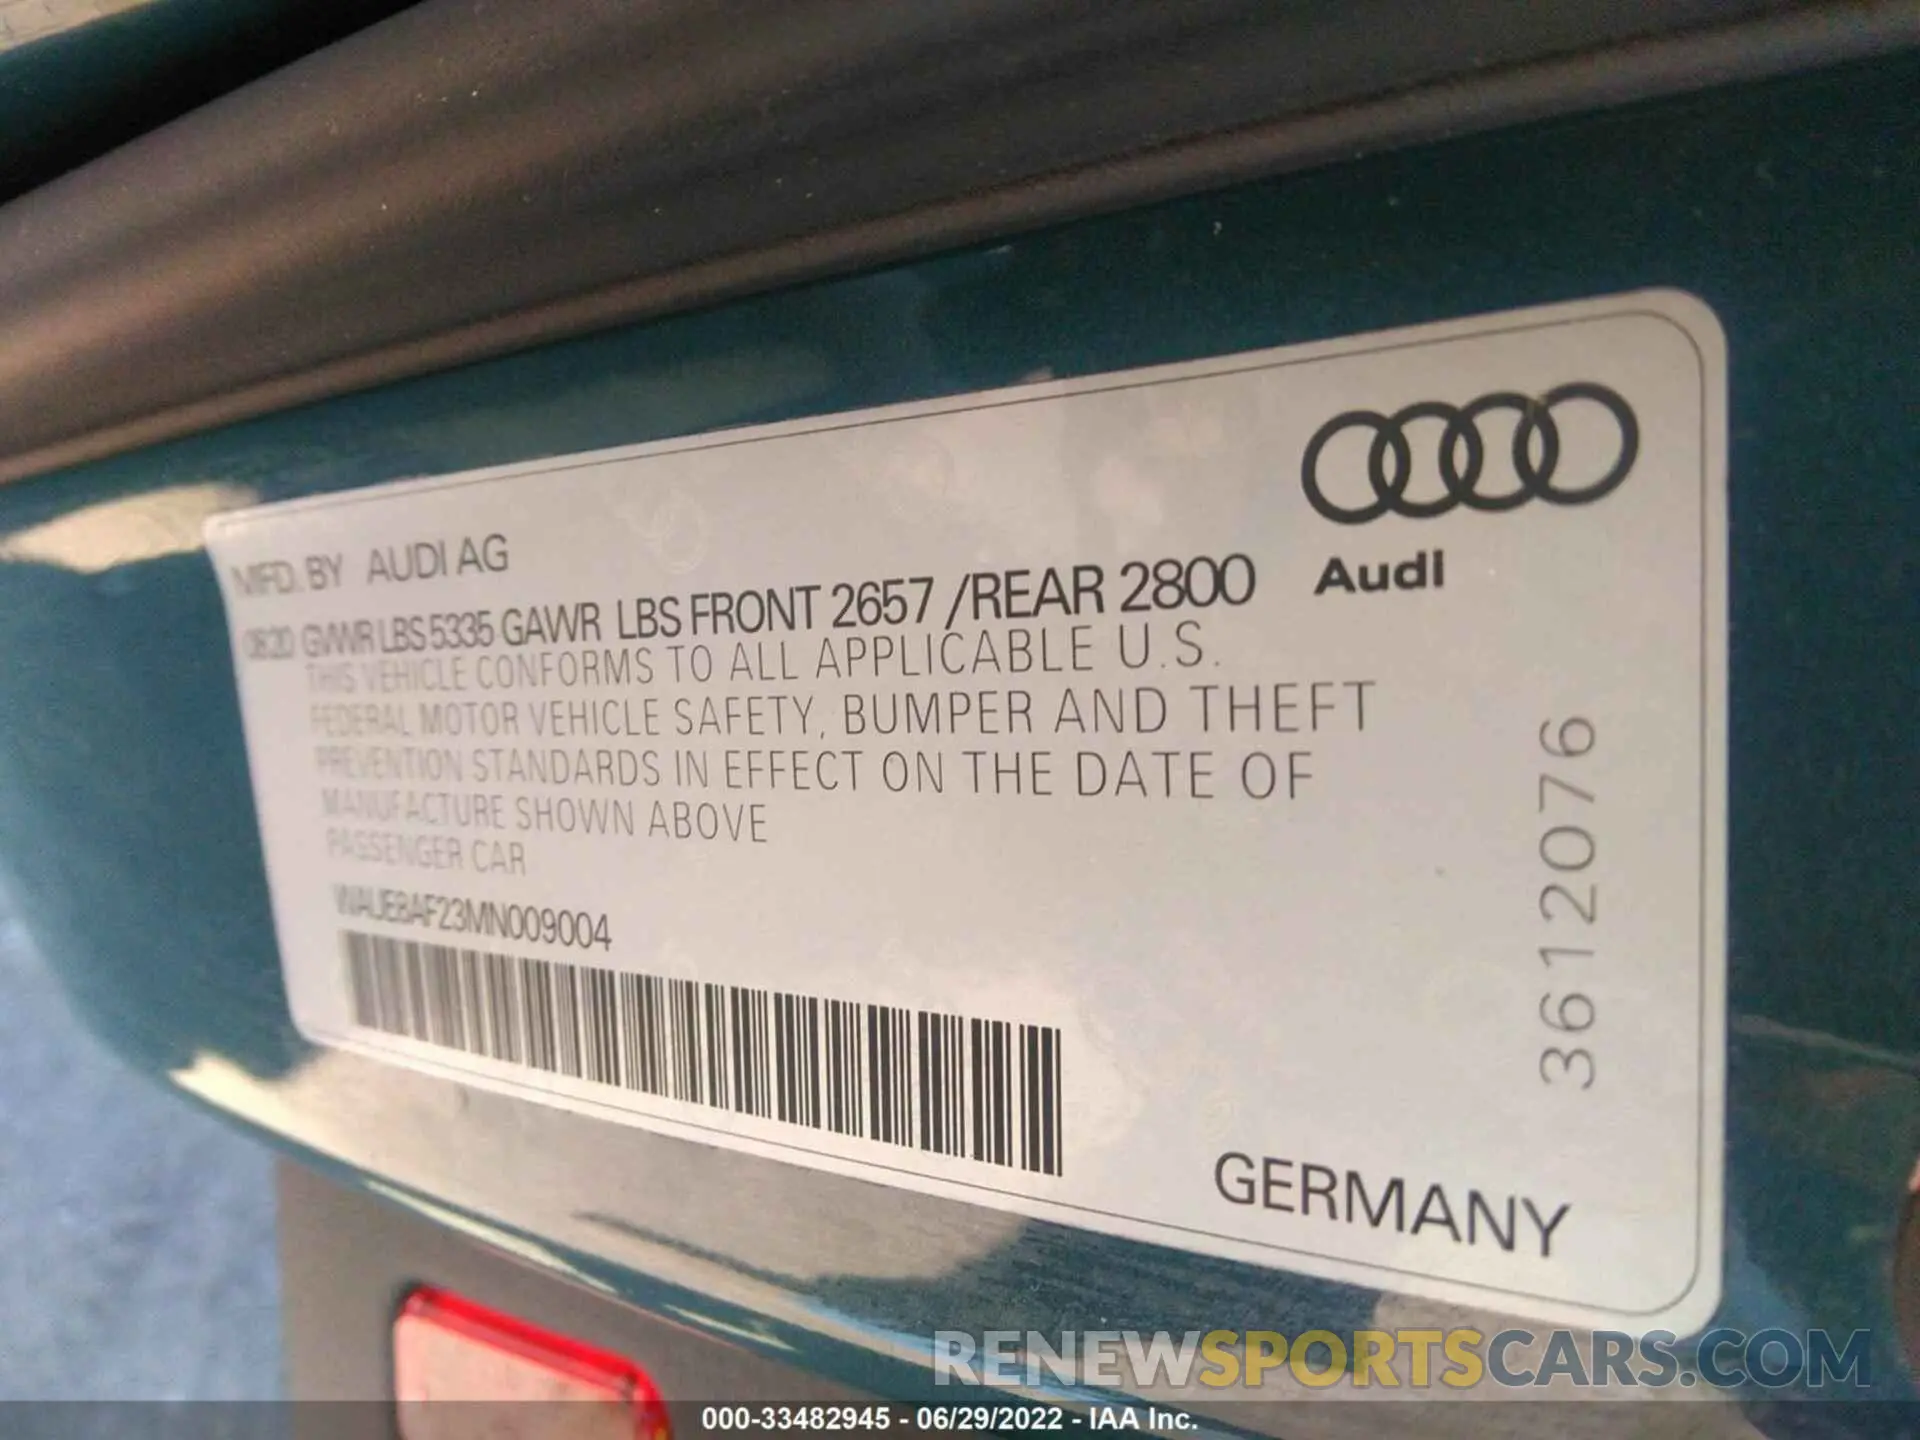 MFD. BY AUDI AG
08.20 GVWR LBS 5335 GAWR LBS FRONT 2657 /REAR 2800
THIS VEHICLE CONFORMS TO ALL APPLICABLE U.S.
FEDERAL MOTOR VEHICLE SAFETY, BUMPER AND THEFT
PREVENTION STANDARDS IN EFFECT ON THE DATE OF
MANUFACTURE SHOWN ABOVE
PASSENGER CAR
WAUE8AF23MN009004
Audi
3612076
GERMANY
RENEWSPORTSCARS.COM
000-33482945 - 06/29/2022 - IAA Inc.